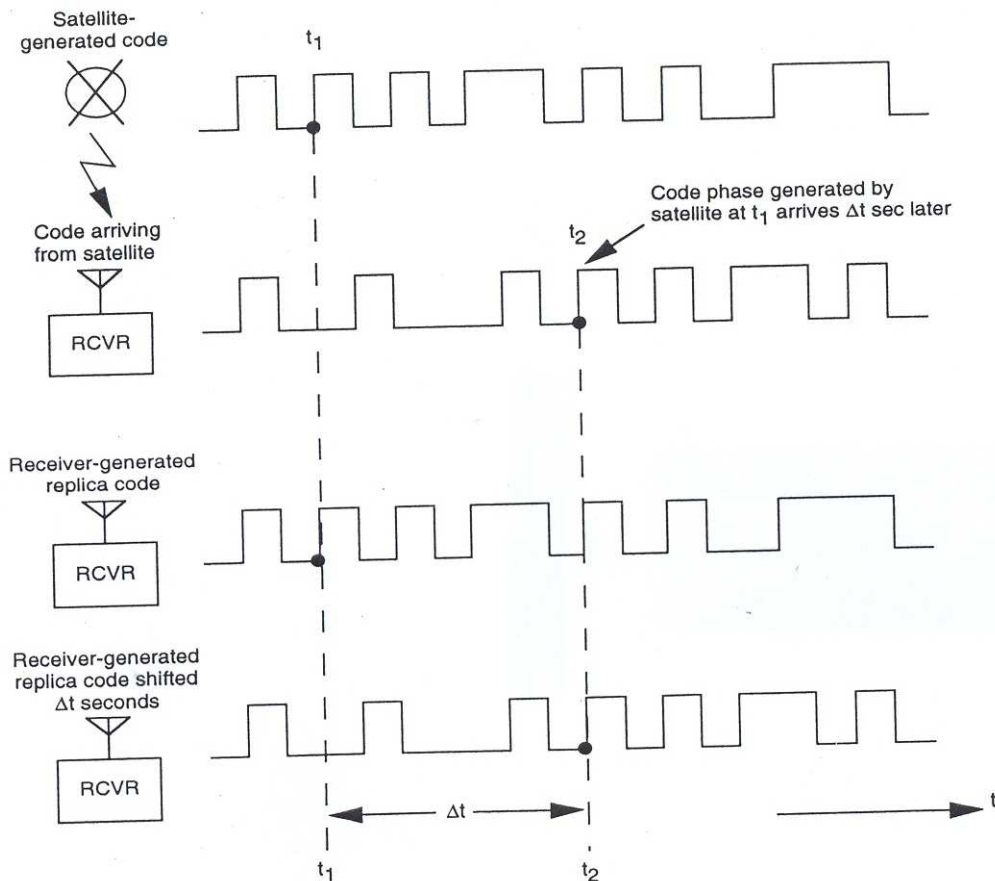 Satellite-
generated code
t1
Code phase generated by
satellite at t1 arrives Δt sec later
t2
Code arriving
from satellite
RCVR
Receiver-generated
replica code
RCVR
Receiver-generated
replica code shifted
Δt seconds
RCVR
Δt
t
t1
t2